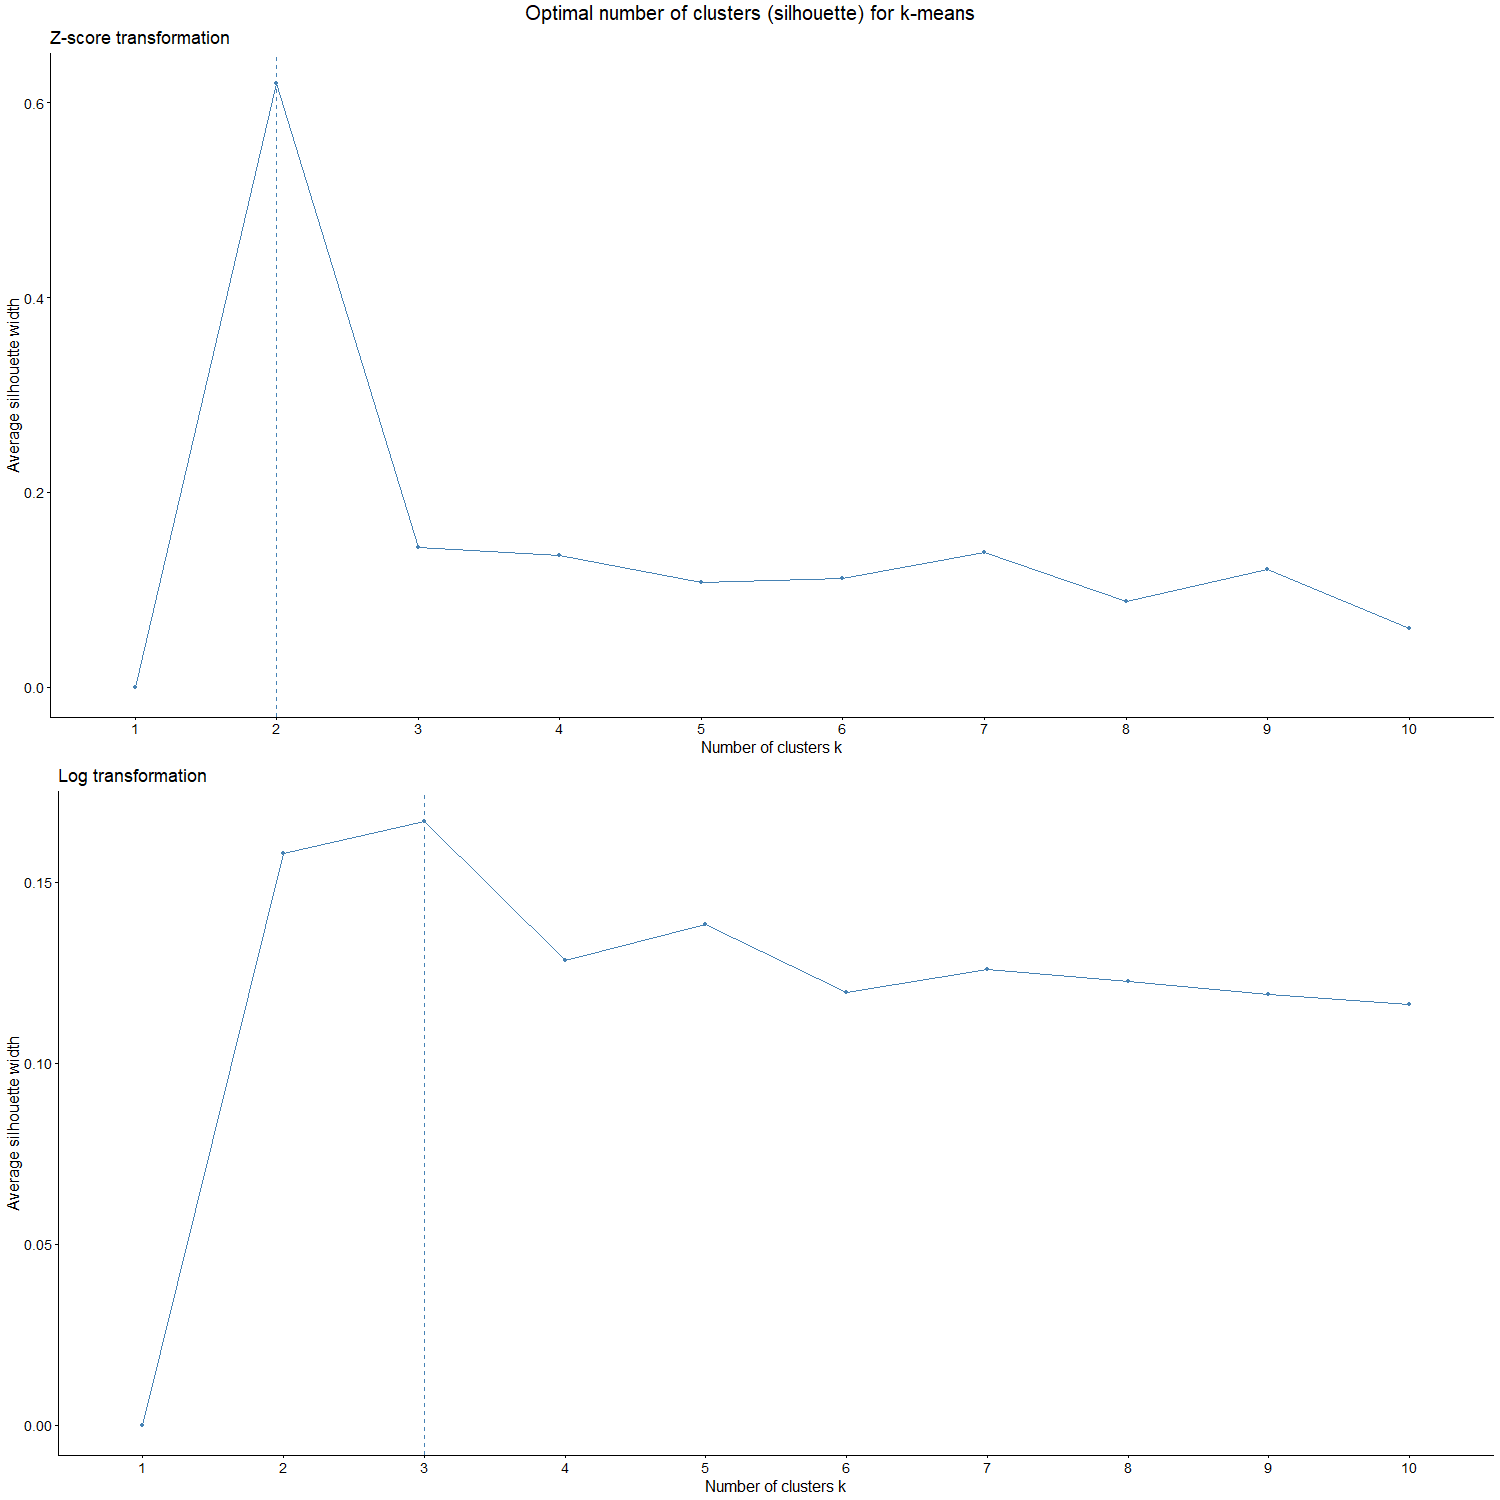 Optimal number of clusters (silhouette) for k-means
Z-score transformation
Average silhouette width
0.6
0.4
0.2
0.0
1 2 3 4 5 6 7 8 9 10
Number of clusters k
Log transformation
Average silhouette width
0.15
0.10
0.05
0.00
1 2 3 4 5 6 7 8 9 10
Number of clusters k